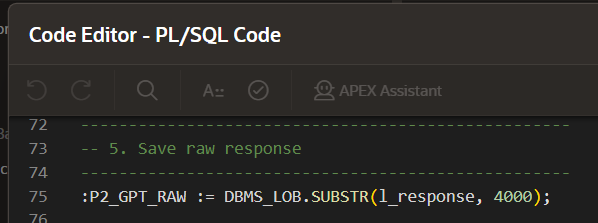 Code Editor - PL/SQL Code
A
APEX Assistant
72 --------------------------------------------------
73 -- 5. Save raw response
74 --------------------------------------------------
75 :P2_GPT_RAW := DBMS_LOB.SUBSTR(l_response, 4000);
76